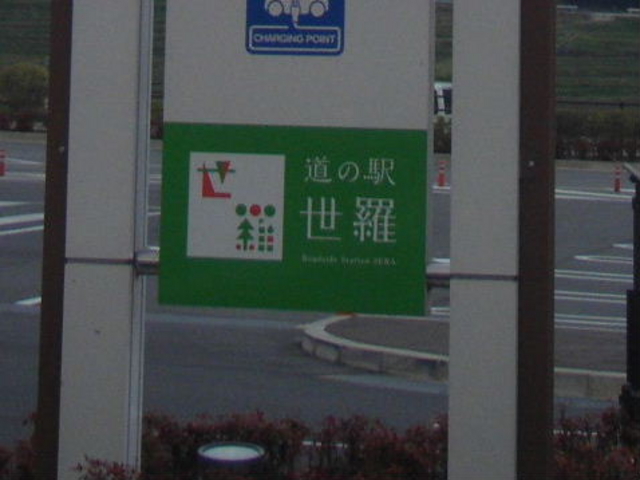 CHARGING POINT
道の駅
世羅
Roadside Station SERA